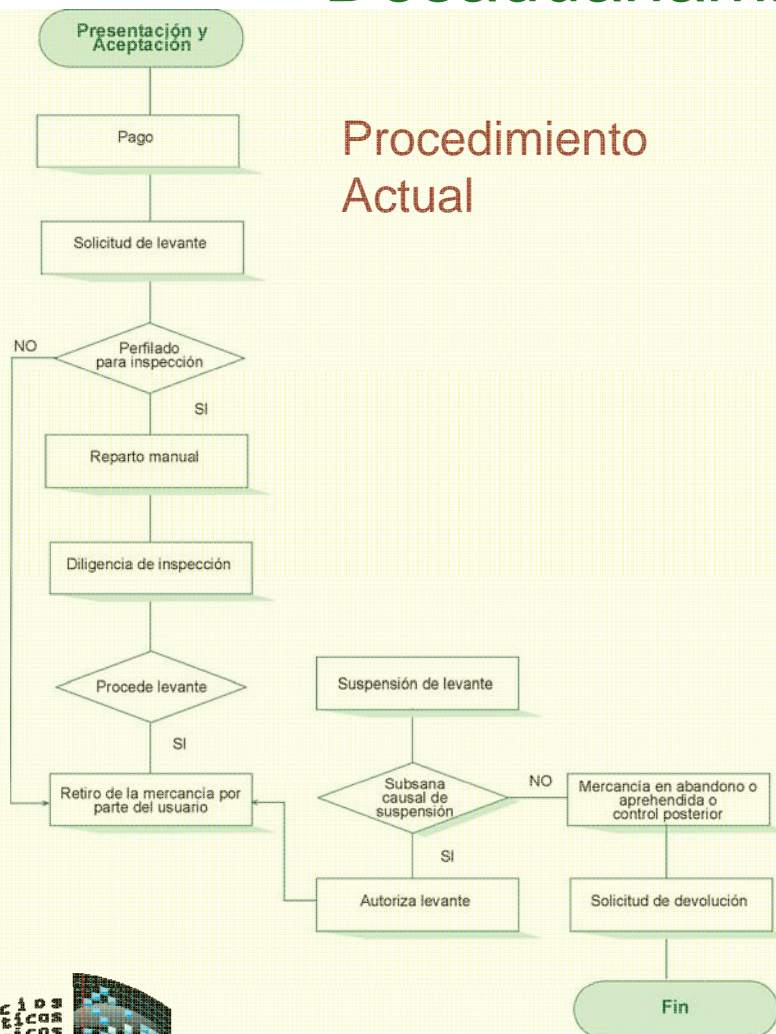 Presentación y
Aceptación
Procedimiento
Actual
Pago
Solicitud de levante
NO
Perfilado
para inspección
SI
Reparto manual
Diligencia de inspección
Procede levante
SI
Retiro de la mercancia por
parte del usuario
Suspensión de levante
Subsana
causal de
suspensión
NO
SI
Autoriza levante
Mercancia en abandono o
aprehendida o
control posterior
Solicitud de devolución
Fin